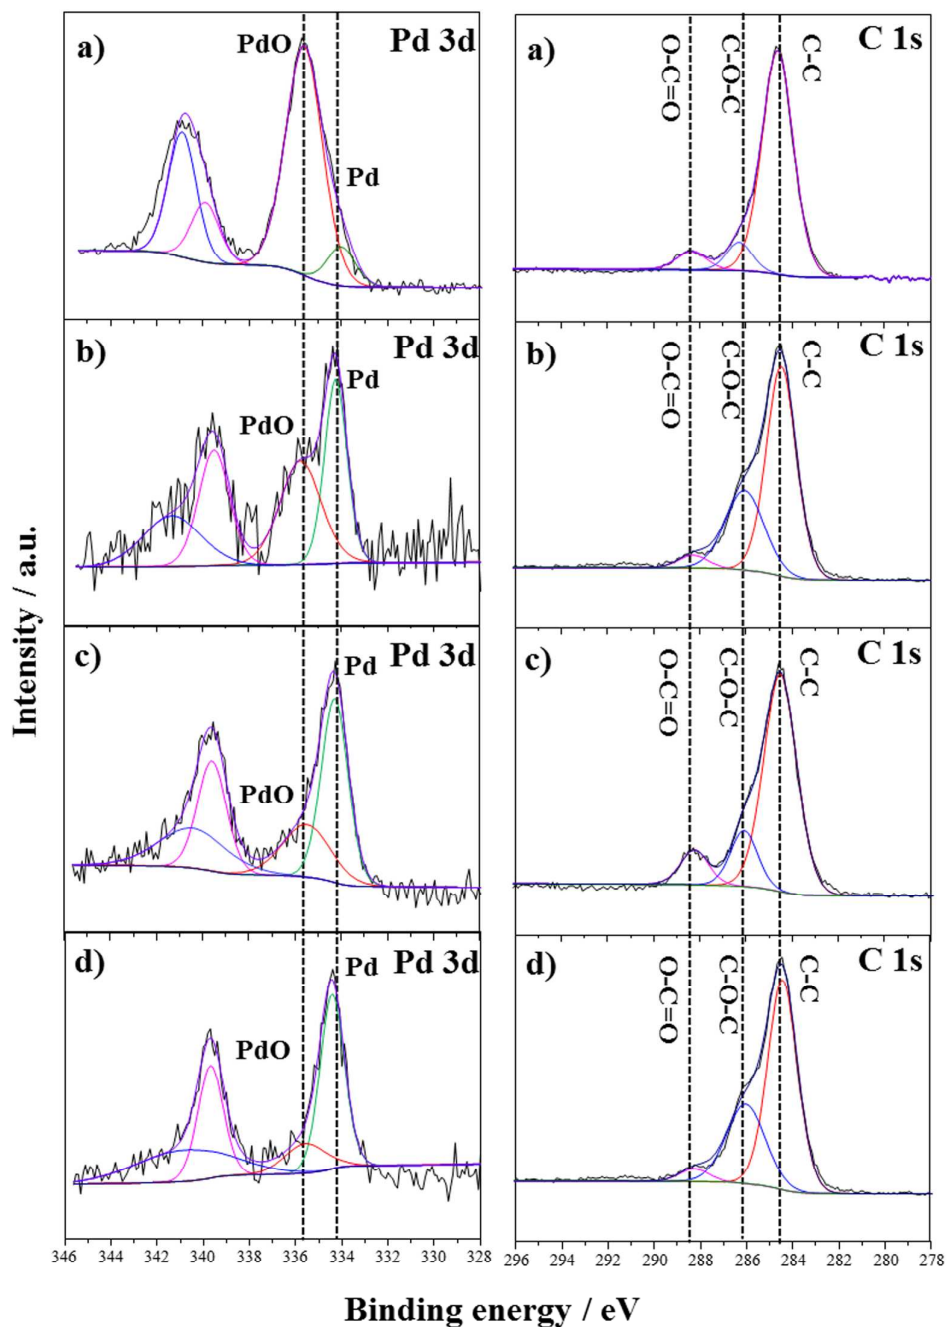 a) Pd 3d
PdO
Pd
b) Pd 3d
Pd
PdO
c) Pd 3d
Pd
PdO
d) Pd 3d
Pd
PdO
346 344 342 340 338 336 334 332 330 328
a) C 1s
O-C=O
C-O-C
C-C
b) C 1s
O-C=O
C-O-C
C-C
c) C 1s
O-C=O
C-O-C
C-C
d) C 1s
O-C=O
C-O-C
C-C
296 294 292 290 288 286 284 282 280 278
Intensity / a.u.
Binding energy / eV